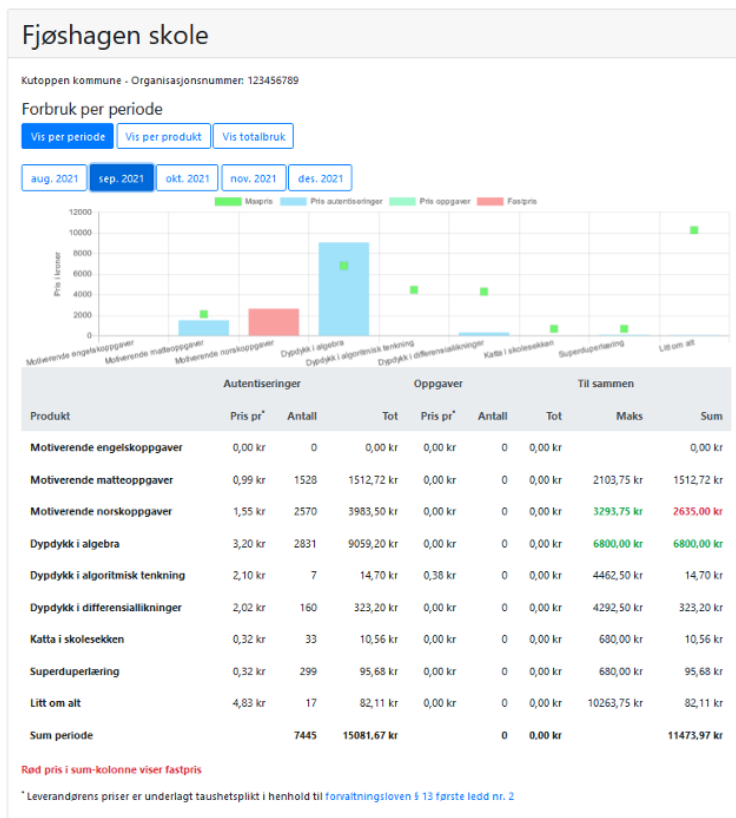 Fjøshagen skole
Kutoppen kommune - Organisasjonsnummer: 123456789
Forbruk per periode
Vis per periode Vis per produkt Vis totalbruk
aug. 2021 sep. 2021 okt. 2021 nov. 2021 des. 2021
Maxpris Pris autentiseringer Pris oppgaver Fastpris
12000
10000
8000
6000
4000
2000
0
Pris i kroner
Motiverende engelskoppgaver Motiverende matteoppgaver Motiverende norskoppgaver Dypdykk i algebra Dypdykk i algoritmisk tenkning Dypdykk i differensiallikninger Katta i skolesekken Superduperlæring Litt om alt
Autentiseringer Oppgaver Til sammen
Produkt Pris pr* Antall Tot Pris pr* Antall Tot Maks Sum
Motiverende engelskoppgaver 0,00 kr 0 0,00 kr 0,00 kr 0 0,00 kr 0,00 kr
Motiverende matteoppgaver 0,99 kr 1528 1512,72 kr 0,00 kr 0 0,00 kr 2103,75 kr 1512,72 kr
Motiverende norskoppgaver 1,55 kr 2570 3983,50 kr 0,00 kr 0 0,00 kr 3293,75 kr 2635,00 kr
Dypdykk i algebra 3,20 kr 2831 9059,20 kr 0,00 kr 0 0,00 kr 6800,00 kr 6800,00 kr
Dypdykk i algoritmisk tenkning 2,10 kr 7 14,70 kr 0,38 kr 0 0,00 kr 4462,50 kr 14,70 kr
Dypdykk i differensiallikninger 2,02 kr 160 323,20 kr 0,00 kr 0 0,00 kr 4292,50 kr 323,20 kr
Katta i skolesekken 0,32 kr 33 10,56 kr 0,00 kr 0 0,00 kr 680,00 kr 10,56 kr
Superduperlæring 0,32 kr 299 95,68 kr 0,00 kr 0 0,00 kr 680,00 kr 95,68 kr
Litt om alt 4,83 kr 17 82,11 kr 0,00 kr 0 0,00 kr 10263,75 kr 82,11 kr
Sum periode 7445 15081,67 kr 0 0,00 kr 11473,97 kr
Rød pris i sum-kolonne viser fastpris
* Leverandørens priser er underlagt taushetsplikt i henhold til forvaltningsloven § 13 første ledd nr. 2